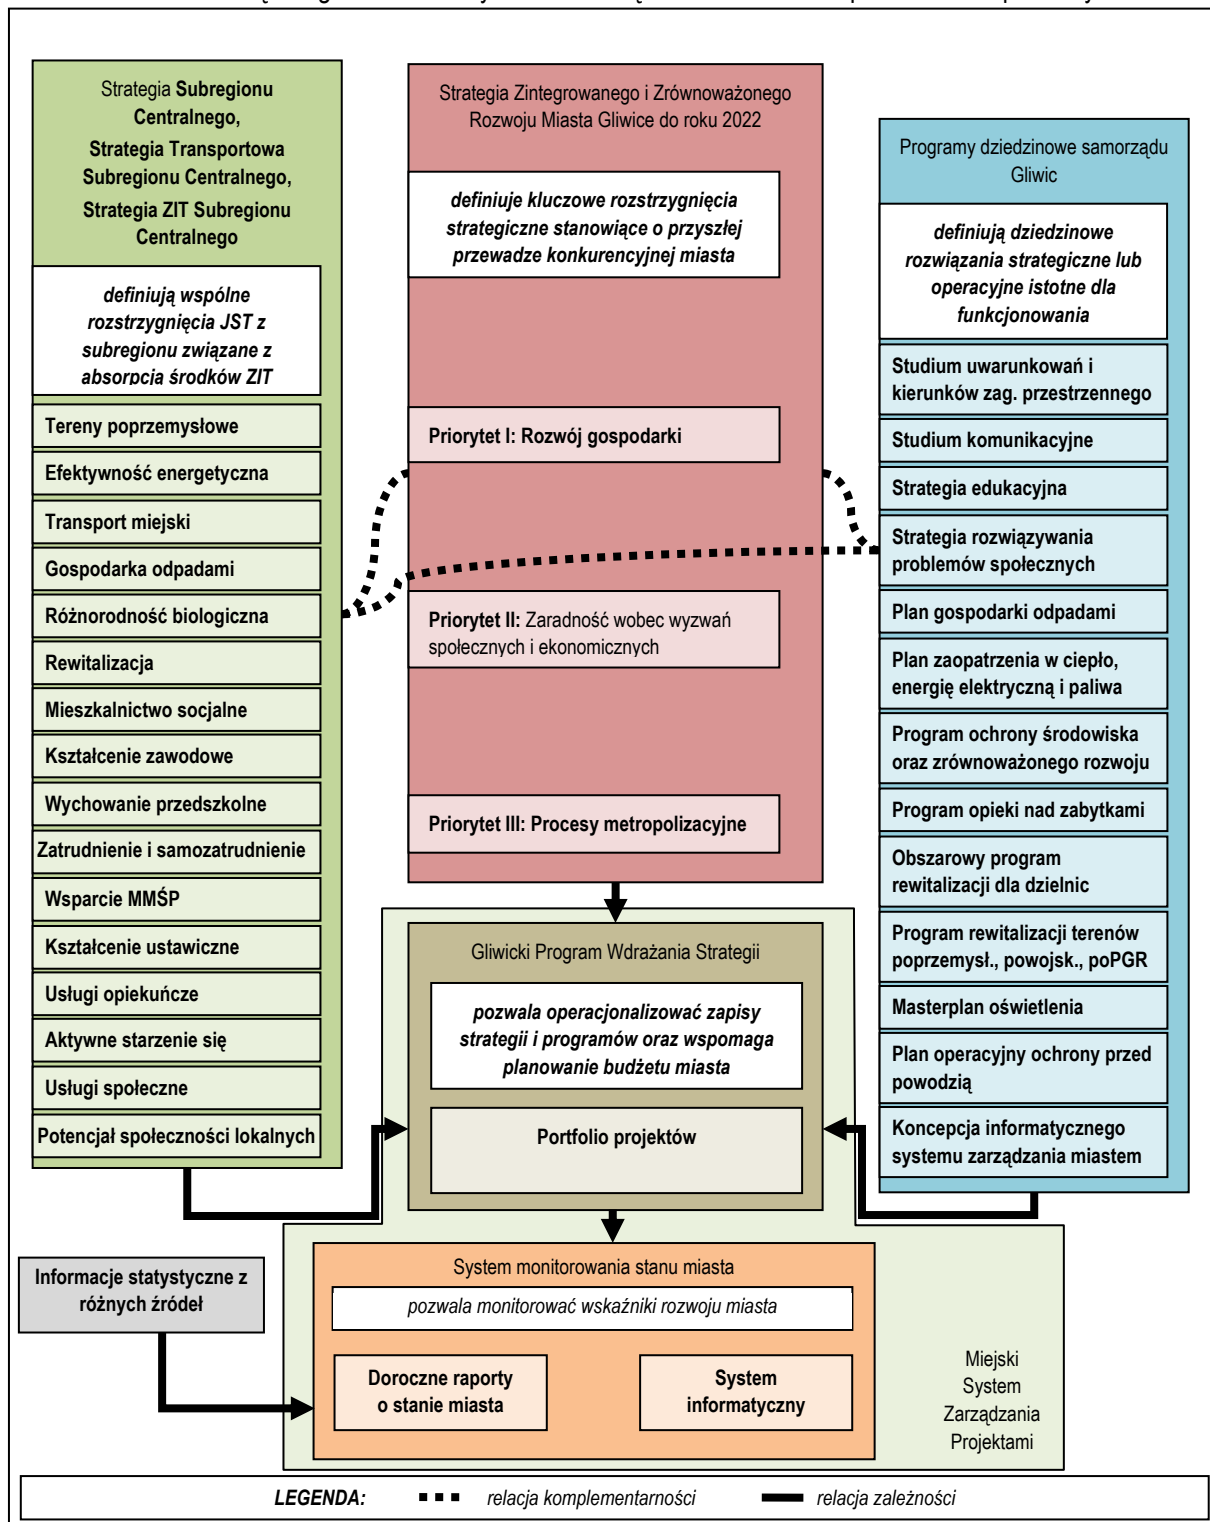 Strategia Subregionu
Centralnego,
Strategia Transportowa
Subregionu Centralnego,
Strategia ZIT Subregionu
Centralnego
definiują wspólne
rozstrzygnięcia JST z
subregionu związane z
absorpcją środków ZIT
Tereny poprzemysłowe
Efektywność energetyczna
Transport miejski
Gospodarka odpadami
Różnorodność biologiczna
Rewitalizacja
Mieszkalnictwo socjalne
Kształcenie zawodowe
Wychowanie przedszkolne
Zatrudnienie i samozatrudnienie
Wsparcie MMŚP
Kształcenie ustawiczne
Usługi opiekuńcze
Aktywne starzenie się
Usługi społeczne
Potencjał społeczności lokalnych
Strategia Zintegrowanego i Zrównoważonego
Rozwoju Miasta Gliwice do roku 2022
definiuje kluczowe rozstrzygnięcia
strategiczne stanowiące o przyszłej
przewadze konkurencyjnej miasta
Priorytet I: Rozwój gospodarki
Priorytet II: Zaradność wobec wyzwań
społecznych i ekonomicznych
Priorytet III: Procesy metropolizacyjne
Programy dziedzinowe samorządu
Gliwic
definiują dziedzinowe
rozwiązania strategiczne lub
operacyjne istotne dla
funkcjonowania
Studium uwarunkowań i
kierunków zag. przestrzennego
Studium komunikacyjne
Strategia edukacyjna
Strategia rozwiązywania
problemów społecznych
Plan gospodarki odpadami
Plan zaopatrzenia w ciepło,
energię elektryczną i paliwa
Program ochrony środowiska
oraz zrównoważonego rozwoju
Program opieki nad zabytkami
Obszarowy program
rewitalizacji dla dzielnic
Program rewitalizacji terenów
poprzemysł., powojsk., poPGR
Masterplan oświetlenia
Plan operacyjny ochrony przed
powodzią
Koncepcja informatycznego
systemu zarządzania miastem
Gliwicki Program Wdrażania Strategii
pozwala operacjonalizować zapisy
strategii i programów oraz wspomaga
planowanie budżetu miasta
Portfolio projektów
Informacje statystyczne z
różnych źródeł
System monitorowania stanu miasta
pozwala monitorować wskaźniki rozwoju miasta
Doroczne raporty
o stanie miasta
System
informatyczny
Miejski
System
Zarządzania
Projektami
LEGENDA: relacja komplementarności relacja zależności